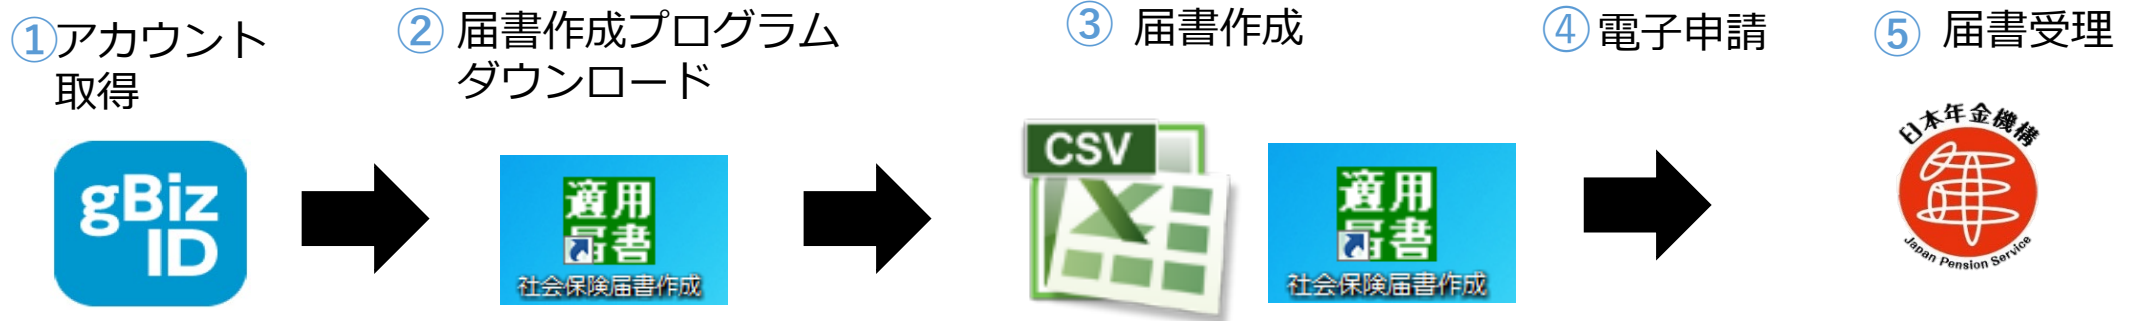 ①アカウント
取得
② 届書作成プログラム
ダウンロード
③ 届書作成
④ 電子申請
⑤ 届書受理
gBiz
ID
適用
届書
社会保険届書作成
CSV
適用
届書
社会保険届書作成
日本年金機構
Japan Pension Service